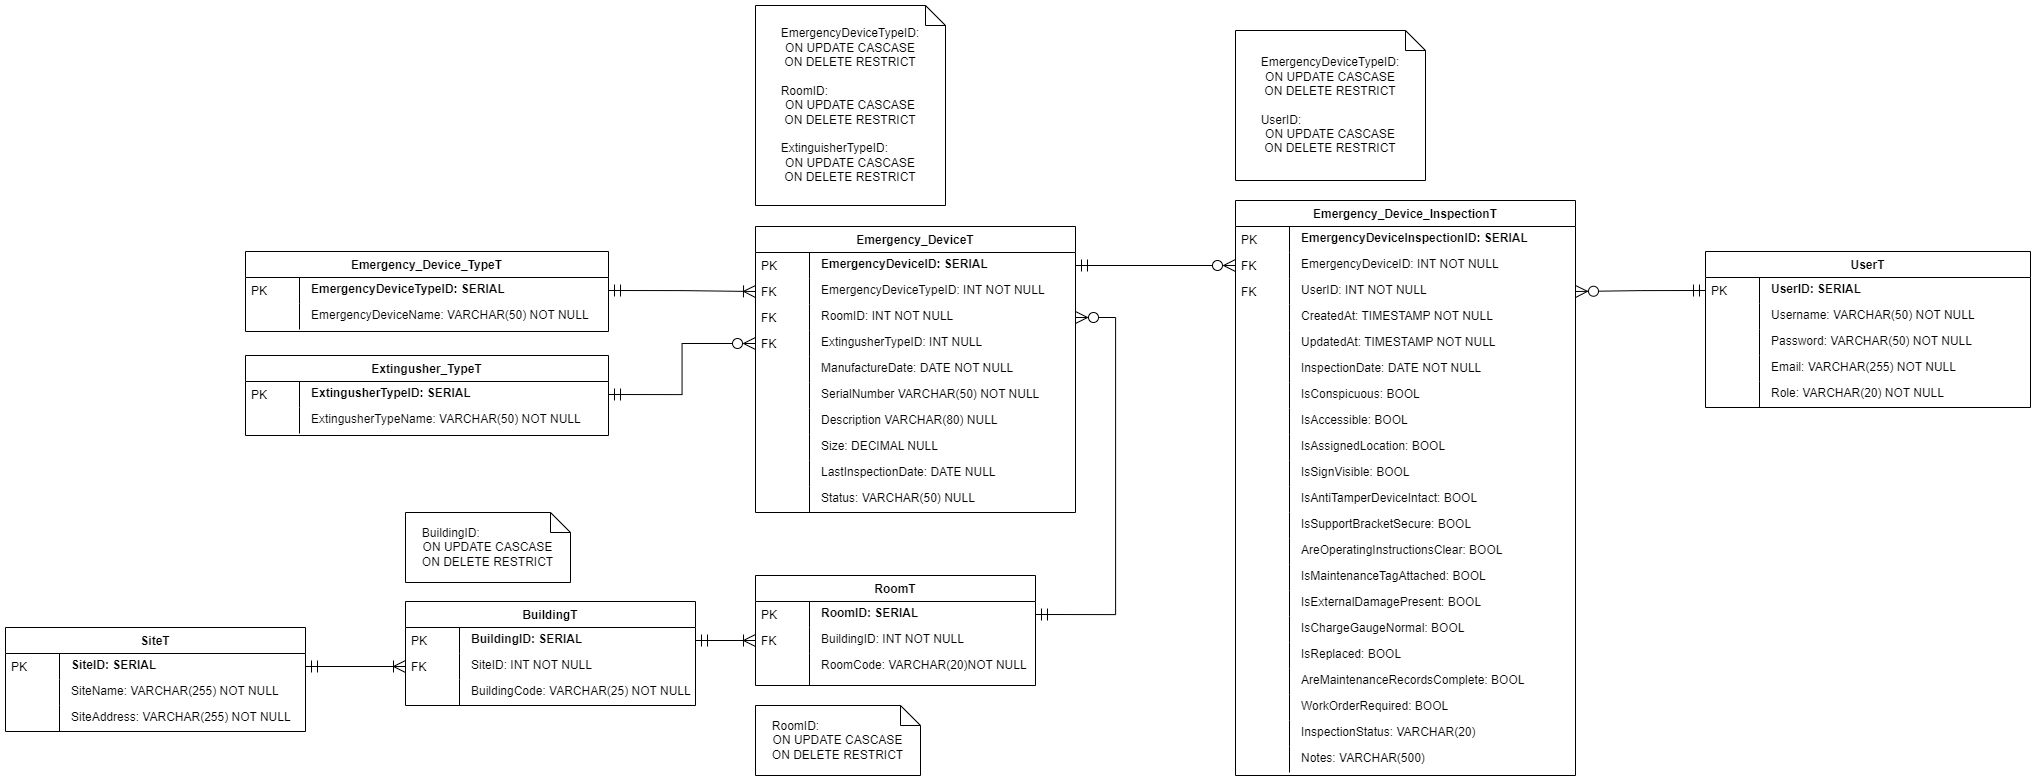 EmergencyDeviceTypeID:
ON UPDATE CASCASE
ON DELETE RESTRICT
RoomID:
ON UPDATE CASCASE
ON DELETE RESTRICT
ExtinguisherTypeID:
ON UPDATE CASCASE
ON DELETE RESTRICT
EmergencyDeviceTypeID:
ON UPDATE CASCASE
ON DELETE RESTRICT
UserID:
ON UPDATE CASCASE
ON DELETE RESTRICT
Emergency_Device_TypeT
PK EmergencyDeviceTypeID: SERIAL
EmergencyDeviceName: VARCHAR(50) NOT NULL
Extingusher_TypeT
PK ExtingusherTypeID: SERIAL
ExtingusherTypeName: VARCHAR(50) NOT NULL
Emergency_DeviceT
PK EmergencyDeviceID: SERIAL
FK EmergencyDeviceTypeID: INT NOT NULL
FK RoomID: INT NOT NULL
FK ExtingusherTypeID: INT NULL
ManufactureDate: DATE NOT NULL
SerialNumber VARCHAR(50) NOT NULL
Description VARCHAR(80) NULL
Size: DECIMAL NULL
LastInspectionDate: DATE NULL
Status: VARCHAR(50) NULL
Emergency_Device_InspectionT
PK EmergencyDeviceInspectionID: SERIAL
FK EmergencyDeviceID: INT NOT NULL
FK UserID: INT NOT NULL
CreatedAt: TIMESTAMP NOT NULL
UpdatedAt: TIMESTAMP NOT NULL
InspectionDate: DATE NOT NULL
IsConspicuous: BOOL
IsAccessible: BOOL
IsAssignedLocation: BOOL
IsSignVisible: BOOL
IsAntiTamperDeviceIntact: BOOL
IsSupportBracketSecure: BOOL
AreOperatingInstructionsClear: BOOL
IsMaintenanceTagAttached: BOOL
IsExternalDamagePresent: BOOL
IsChargeGaugeNormal: BOOL
IsReplaced: BOOL
AreMaintenanceRecordsComplete: BOOL
WorkOrderRequired: BOOL
InspectionStatus: VARCHAR(20)
Notes: VARCHAR(500)
UserT
PK UserID: SERIAL
Username: VARCHAR(50) NOT NULL
Password: VARCHAR(50) NOT NULL
Email: VARCHAR(255) NOT NULL
Role: VARCHAR(20) NOT NULL
BuildingID:
ON UPDATE CASCASE
ON DELETE RESTRICT
SiteT
PK SiteID: SERIAL
SiteName: VARCHAR(255) NOT NULL
SiteAddress: VARCHAR(255) NOT NULL
BuildingT
PK BuildingID: SERIAL
FK SiteID: INT NOT NULL
BuildingCode: VARCHAR(25) NOT NULL
RoomT
PK RoomID: SERIAL
FK BuildingID: INT NOT NULL
RoomCode: VARCHAR(20)NOT NULL
RoomID:
ON UPDATE CASCASE
ON DELETE RESTRICT